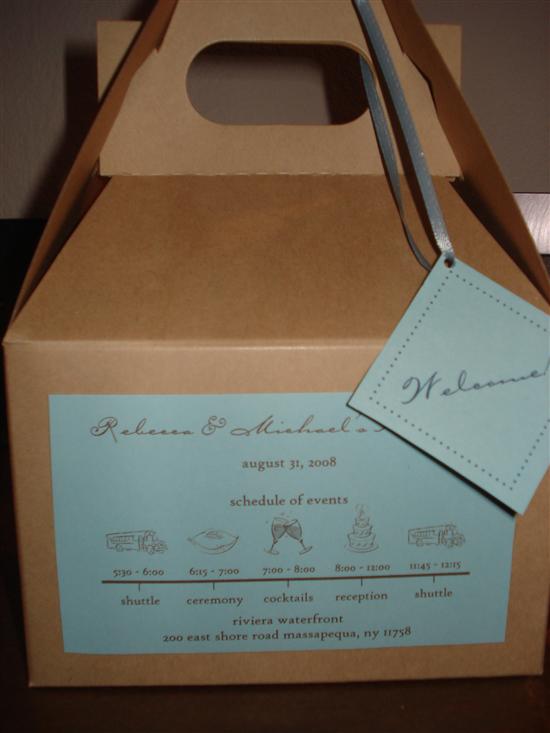 Welcome!
Rebecca & Michael's
august 31, 2008
schedule of events
5:30 - 6:00 6:15 - 7:00 7:00 - 8:00 8:00 - 12:00 11:45 - 12:15
shuttle ceremony cocktails reception shuttle
riviera waterfront
200 east shore road massapequa, ny 11758